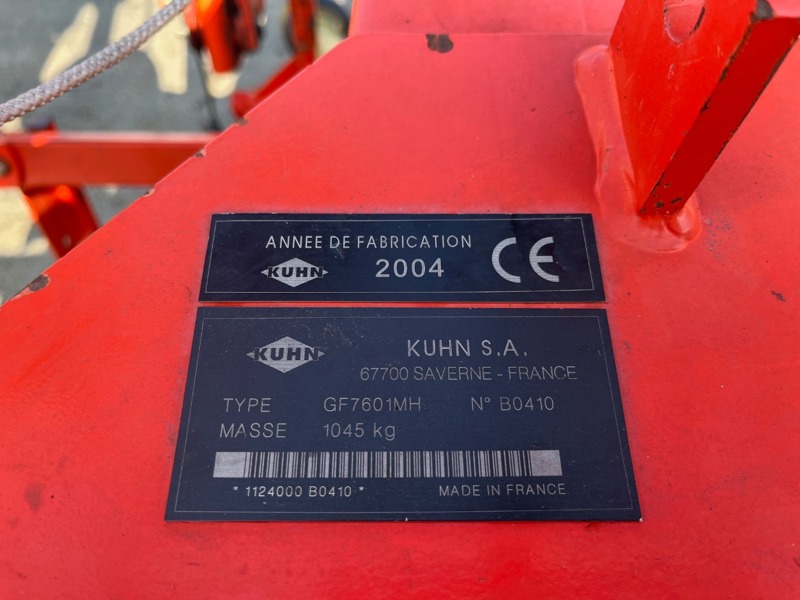 ANNEE DE FABRICATION
KUHN 2004 CE
KUHN KUHN S.A.
67700 SAVERNE - FRANCE
TYPE GF7601MH N° B0410
MASSE 1045 kg
* 1124000 B0410 * MADE IN FRANCE